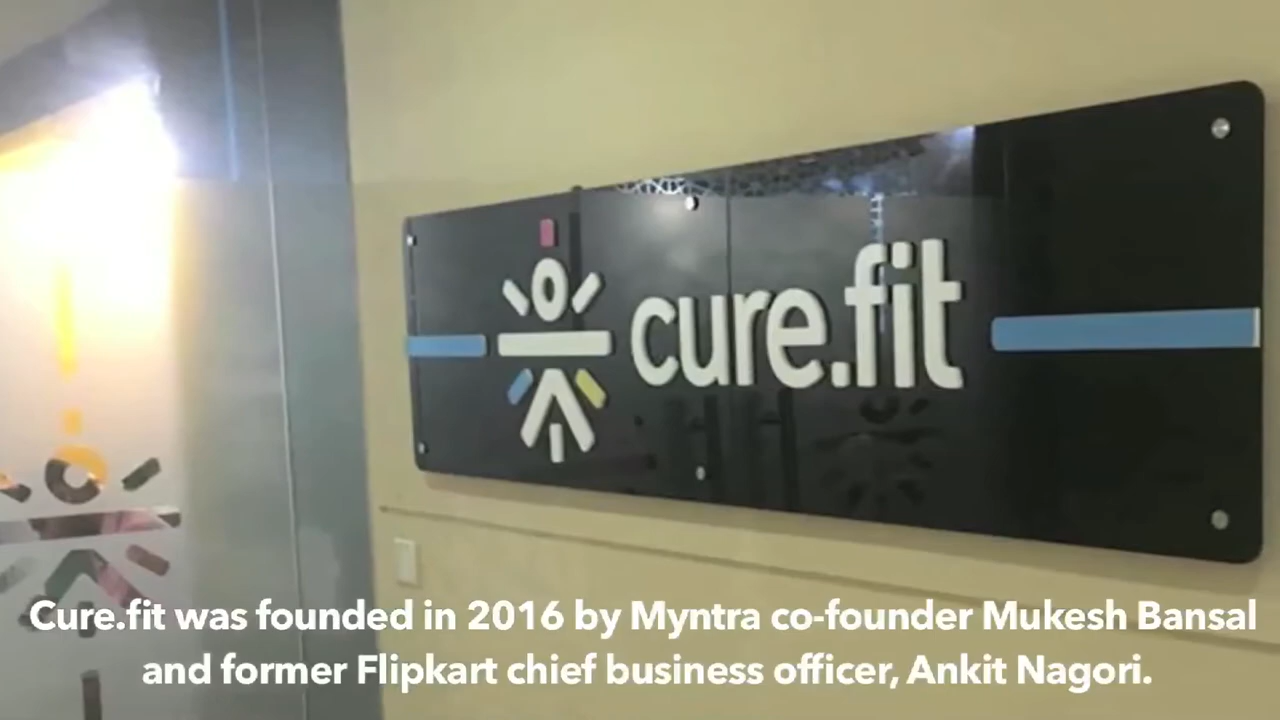 cure.fit
Cure.fit was founded in 2016 by Myntra co-founder Mukesh Bansal
and former Flipkart chief business officer, Ankit Nagori.